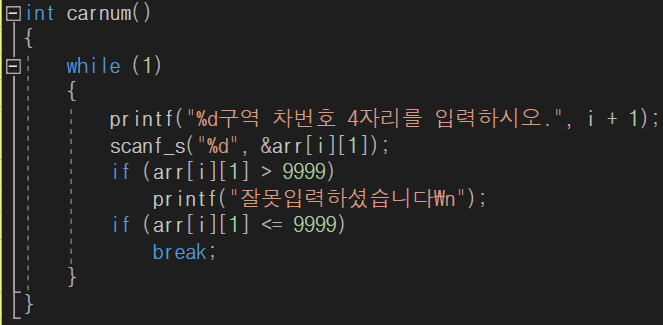 int carnum()
{
while (1)
{
printf("%d구역 차번호 4자리를 입력하시오.", i + 1);
scanf_s("%d", &arr[i][1]);
if (arr[i][1] > 9999)
printf("잘못입력하셨습니다₩n");
if (arr[i][1] <= 9999)
break;
}
}